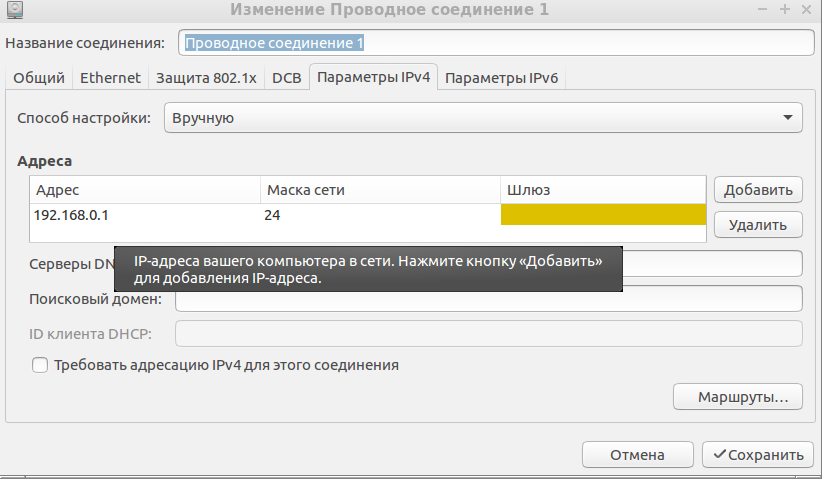 Изменение Проводное соединение 1
Название соединения: Проводное соединение 1
Общий Ethernet Защита 802.1x DCB Параметры IPv4 Параметры IPv6
Способ настройки: Вручную
Адреса
Адрес Маска сети Шлюз Добавить
192.168.0.1 24
Удалить
Серверы DN
IP-адреса вашего компьютера в сети. Нажмите кнопку «Добавить»
для добавления IP-адреса.
Поисковый домен:
ID клиента DHCP:
Требовать адресацию IPv4 для этого соединения
Маршруты...
Отмена Сохранить